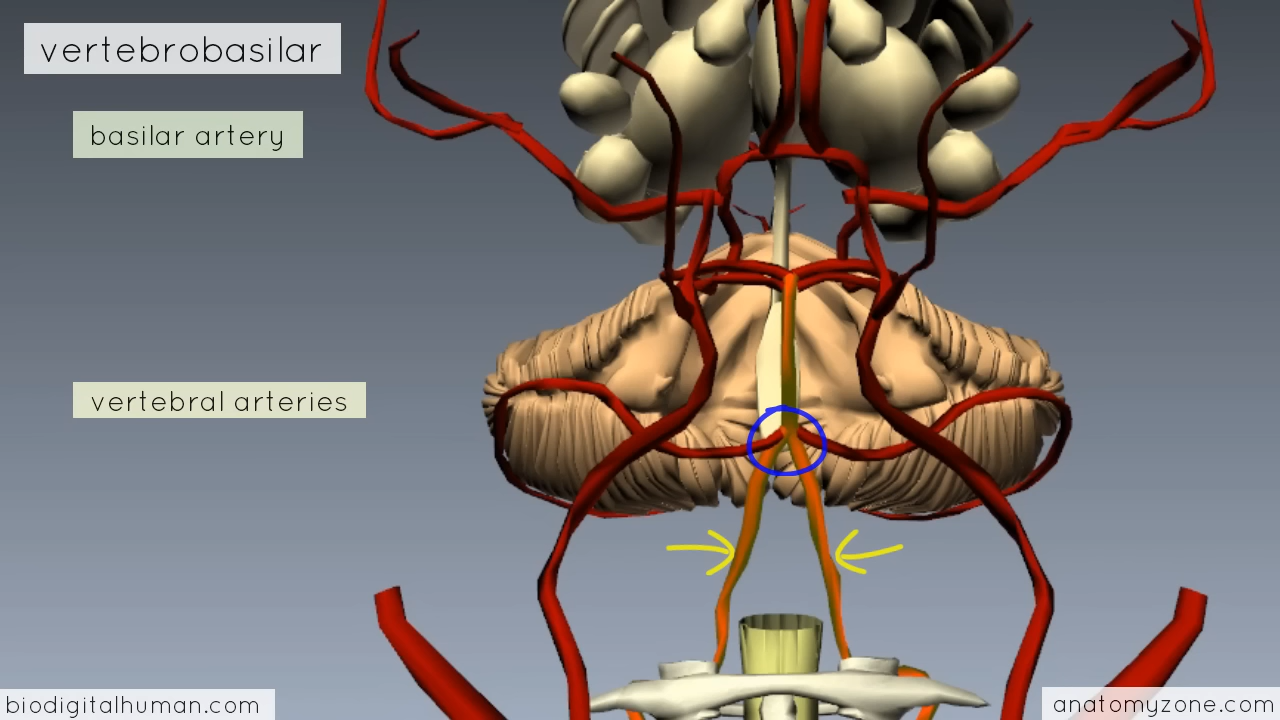 vertebrobasilar
basilar artery
vertebral arteries
biodigitalhuman.com
anatomyzone.com